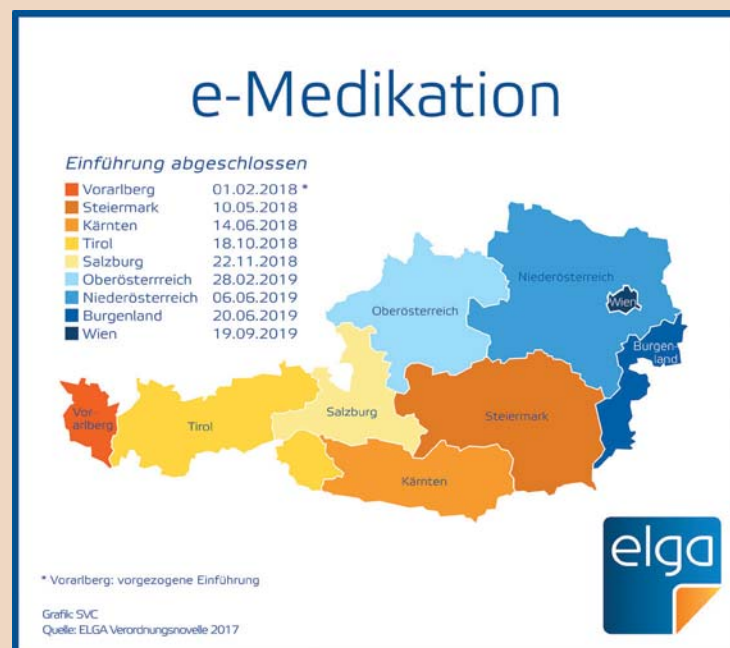 e-Medikation
Einführung abgeschlossen
Vorarlberg 01.02.2018 *
Steiermark 10.05.2018
Kärnten 14.06.2018
Tirol 18.10.2018
Salzburg 22.11.2018
Oberösterrreich 28.02.2019
Niederösterreich 06.06.2019
Burgenland 20.06.2019
Wien 19.09.2019
Niederösterreich
Wien
Oberösterreich
Burgen-
land
Vor-
arlberg
Tirol
Salzburg
Steiermark
Kärnten
elga
* Vorarlberg: vorgezogene Einführung
Grafik: SVC
Quelle: ELGA Verordnungsnovelle 2017